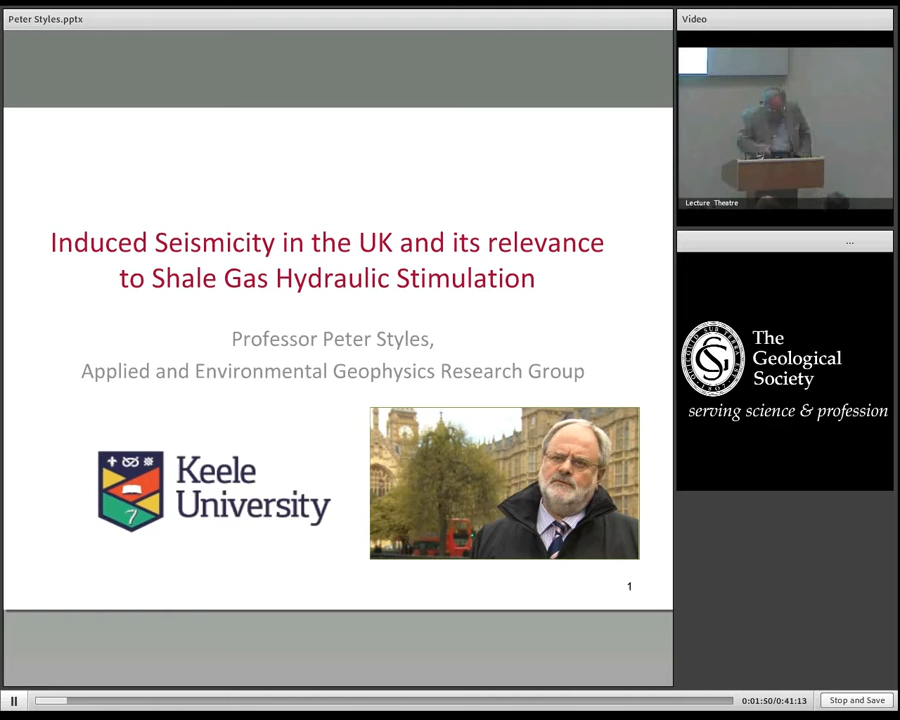 Peter Styles.pptx
Induced Seismicity in the UK and its relevance
to Shale Gas Hydraulic Stimulation
Professor Peter Styles,
Applied and Environmental Geophysics Research Group
Keele
University
1
Video
Lecture Theatre
...
The
Geological
Society
serving science & profession
0:01:50/0:41:13
Stop and Save